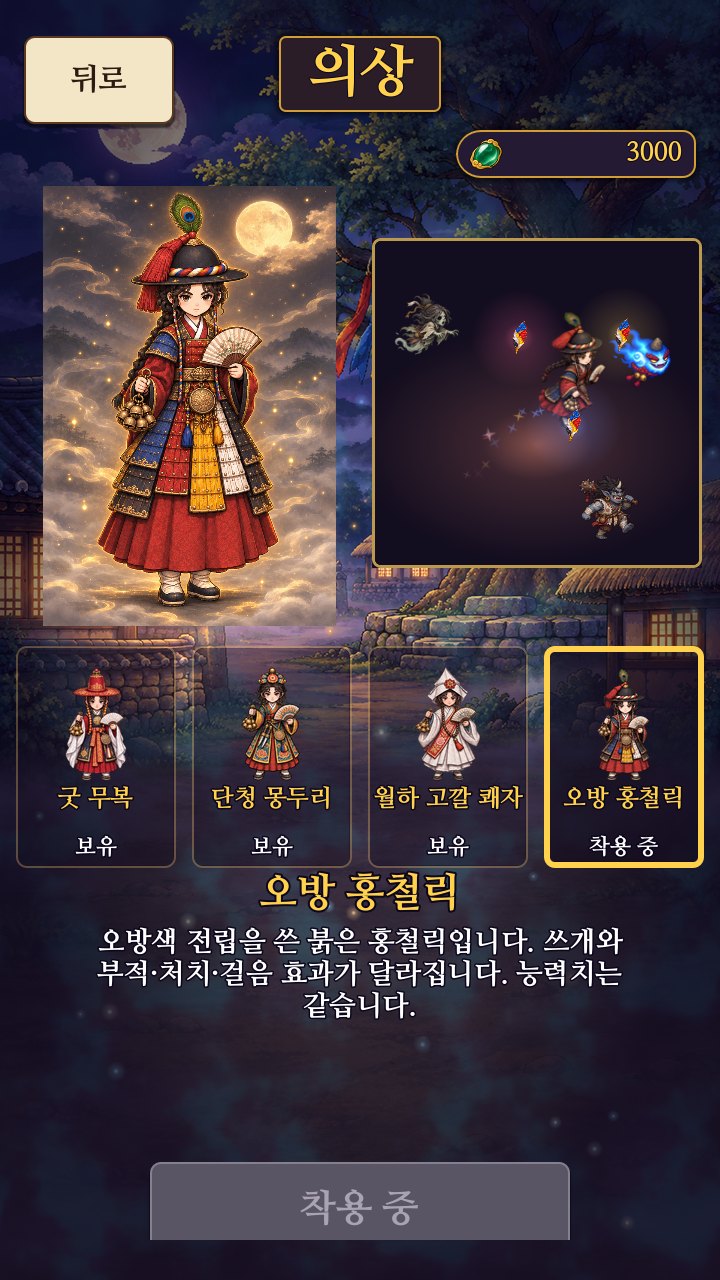 뒤로
의상
3000
굿 무복
보유
단청 몽두리
보유
월하 고깔 쾌자
보유
오방 홍철릭
착용 중
오방 홍철릭
오방색 전립을 쓴 붉은 홍철릭입니다. 쓰개와
부적·처치·걸음 효과가 달라집니다. 능력치는
같습니다.
착용 중